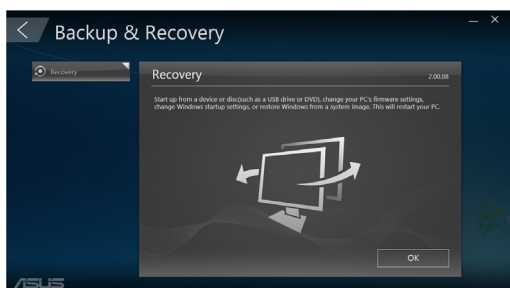 Backup & Recovery
Recovery
Recovery
2.00.08
Start up from a device or disc(such as a USB drive or DVD), change your PC's firmware settings,
change Windows startup settings, or restore Windows from a system image. This will restart your PC.
OK
ASUS